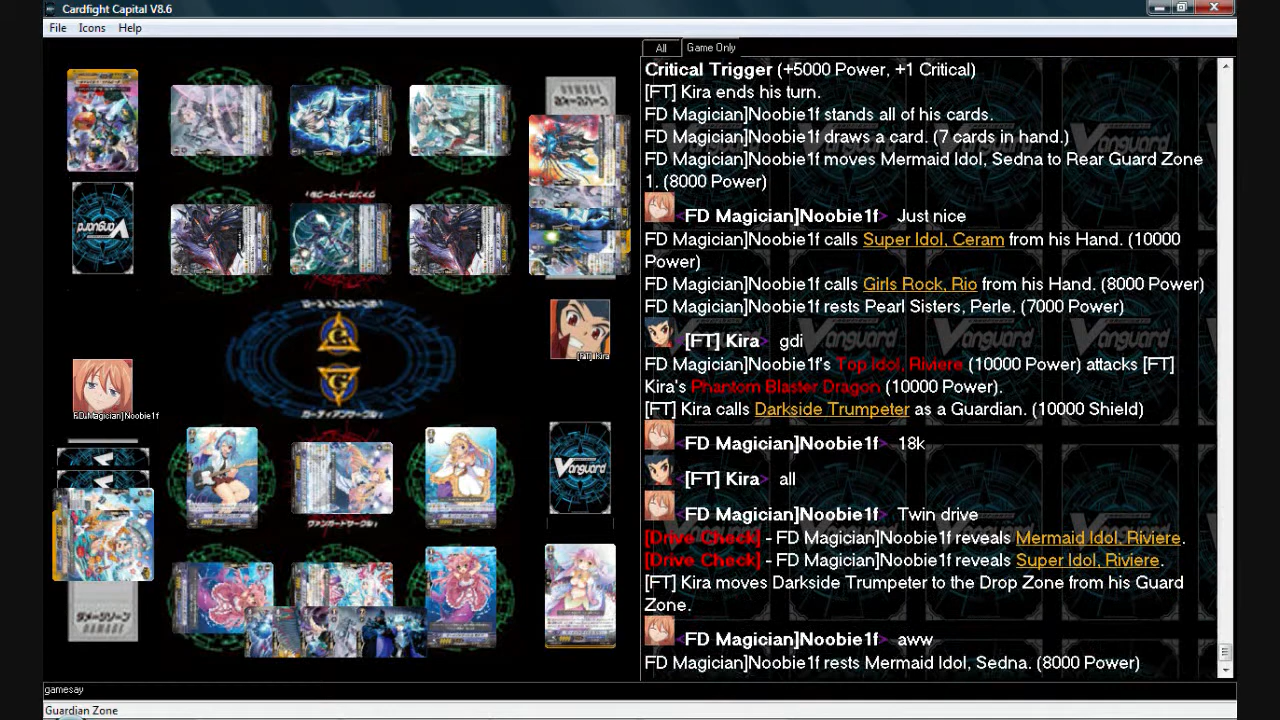 Cardfight Capital V8.6
File Icons Help
All Game Only
Critical Trigger (+5000 Power, +1 Critical)
[FT] Kira ends his turn.
FD Magician]Noobie1f stands all of his cards.
FD Magician]Noobie1f draws a card. (7 cards in hand.)
FD Magician]Noobie1f moves Mermaid Idol, Sedna to Rear Guard Zone
1. (8000 Power)
<FD Magician]Noobie1f> Just nice
FD Magician]Noobie1f calls Super Idol, Ceram from his Hand. (10000
Power)
FD Magician]Noobie1f calls Girls Rock, Rio from his Hand. (8000 Power)
FD Magician]Noobie1f rests Pearl Sisters, Perle. (7000 Power)
<[FT] Kira> gdi
FD Magician]Noobie1f's Top Idol, Riviere (10000 Power) attacks [FT]
Kira's Phantom Blaster Dragon (10000 Power).
[FT] Kira calls Darkside Trumpeter as a Guardian. (10000 Shield)
<FD Magician]Noobie1f> 18k
<[FT] Kira> all
<FD Magician]Noobie1f> Twin drive
[Drive Check] - FD Magician]Noobie1f reveals Mermaid Idol, Riviere.
[Drive Check] - FD Magician]Noobie1f reveals Super Idol, Riviere.
[FT] Kira moves Darkside Trumpeter to the Drop Zone from his Guard
Zone.
<FD Magician]Noobie1f> aww
FD Magician]Noobie1f rests Mermaid Idol, Sedna. (8000 Power)
[FT] Kira
FD Magician]Noobie1f
Vanguard
Vanguard
gamesay
Guardian Zone